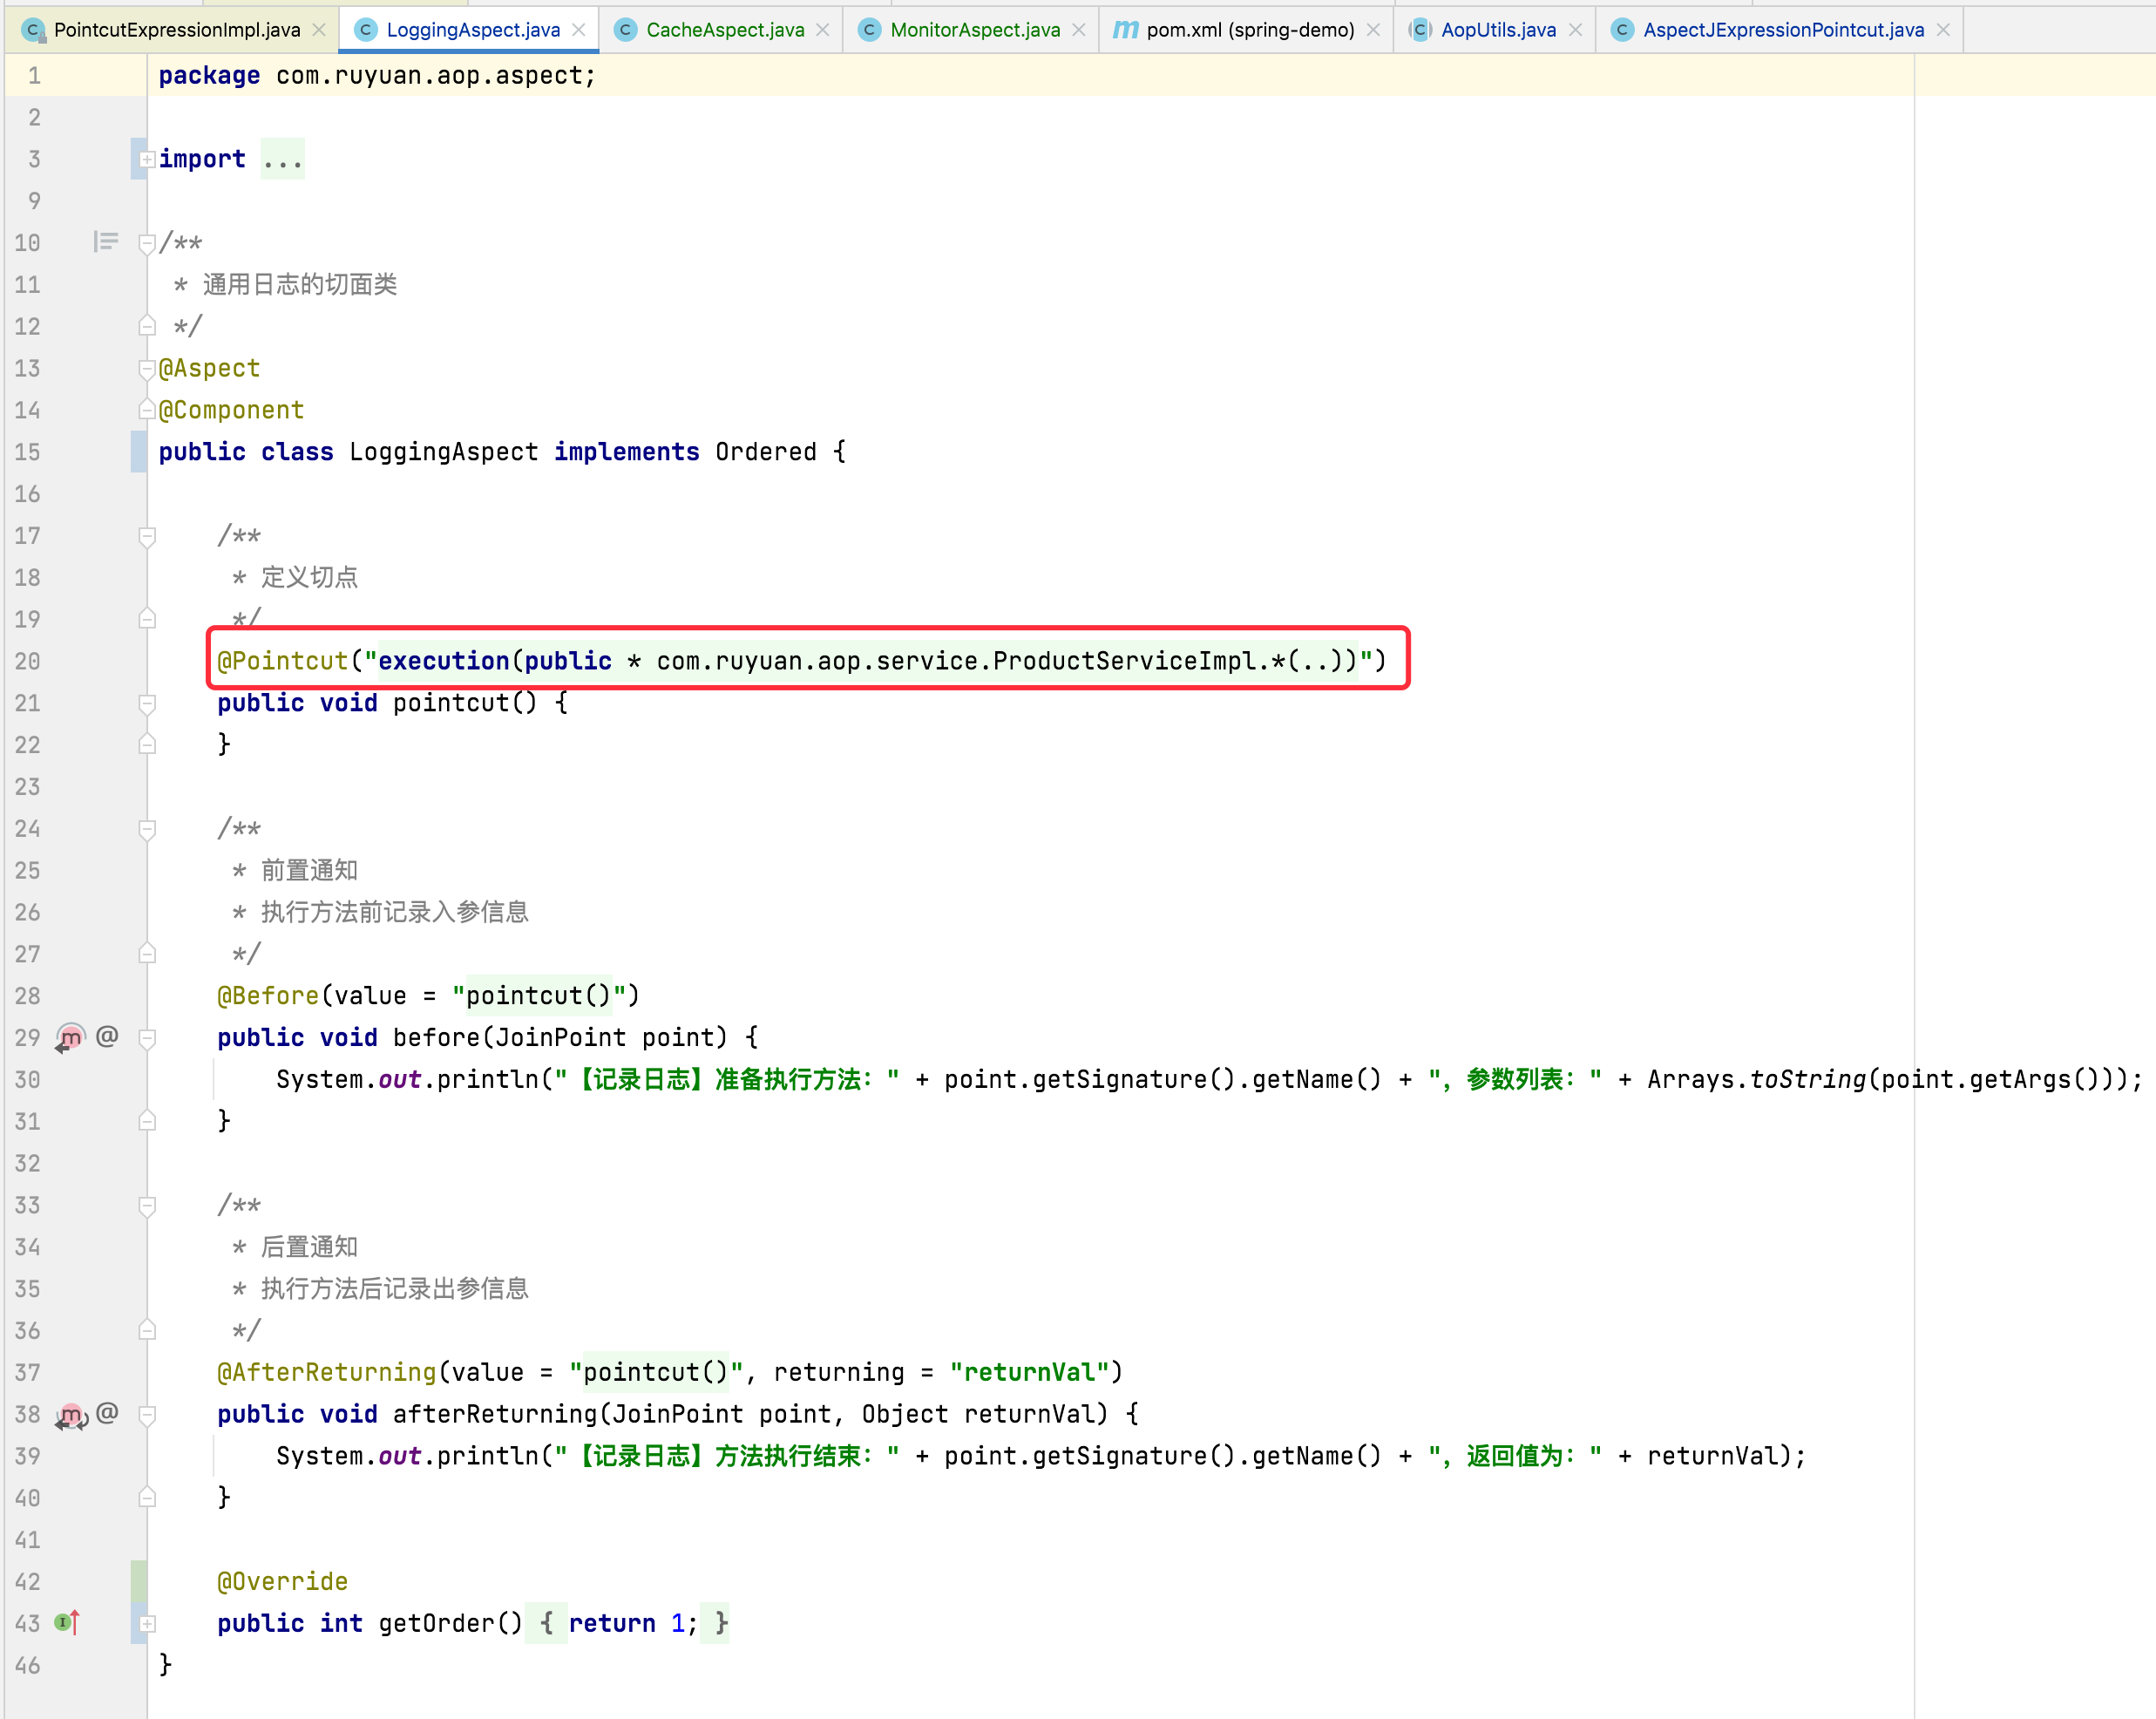 PointcutExpressionImpl.java LoggingAspect.java CacheAspect.java MonitorAspect.java pom.xml (spring-demo) AopUtils.java AspectJExpressionPointcut.java
1 package com.ruyuan.aop.aspect;
2
3 import ...
9
10 /**
11 * 通用日志的切面类
12 */
13 @Aspect
14 @Component
15 public class LoggingAspect implements Ordered {
16
17 /**
18 * 定义切点
19 */
20 @Pointcut("execution(public * com.ruyuan.aop.service.ProductServiceImpl.*(..))")
21 public void pointcut() {
22 }
23
24 /**
25 * 前置通知
26 * 执行方法前记录入参信息
27 */
28 @Before(value = "pointcut()")
29 public void before(JoinPoint point) {
30 System.out.println("【记录日志】准备执行方法：" + point.getSignature().getName() + "，参数列表：" + Arrays.toString(point.getArgs()));
31 }
32
33 /**
34 * 后置通知
35 * 执行方法后记录出参信息
36 */
37 @AfterReturning(value = "pointcut()", returning = "returnVal")
38 public void afterReturning(JoinPoint point, Object returnVal) {
39 System.out.println("【记录日志】方法执行结束：" + point.getSignature().getName() + "，返回值为：" + returnVal);
40 }
41
42 @Override
43 public int getOrder() { return 1; }
46 }